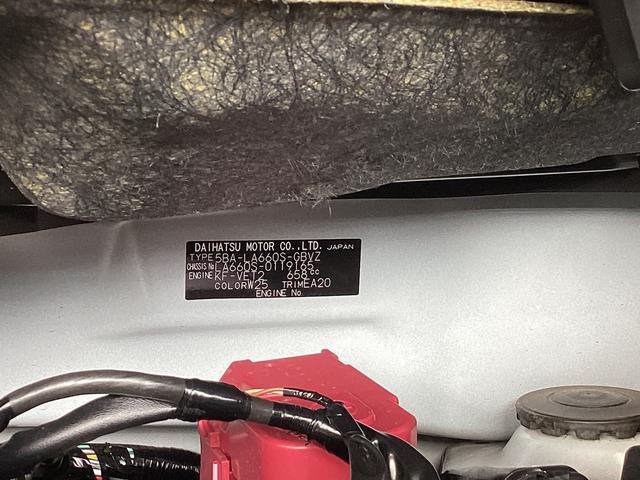 DAIHATSU MOTOR CO.,LTD. JAPAN
TYPE 5BA-LA660S-GBVZ
CHASSIS No LA660S-0119165
ENGINE KF-VET2 658cc
COLOR W25 TRIM EA20
ENGINE No.